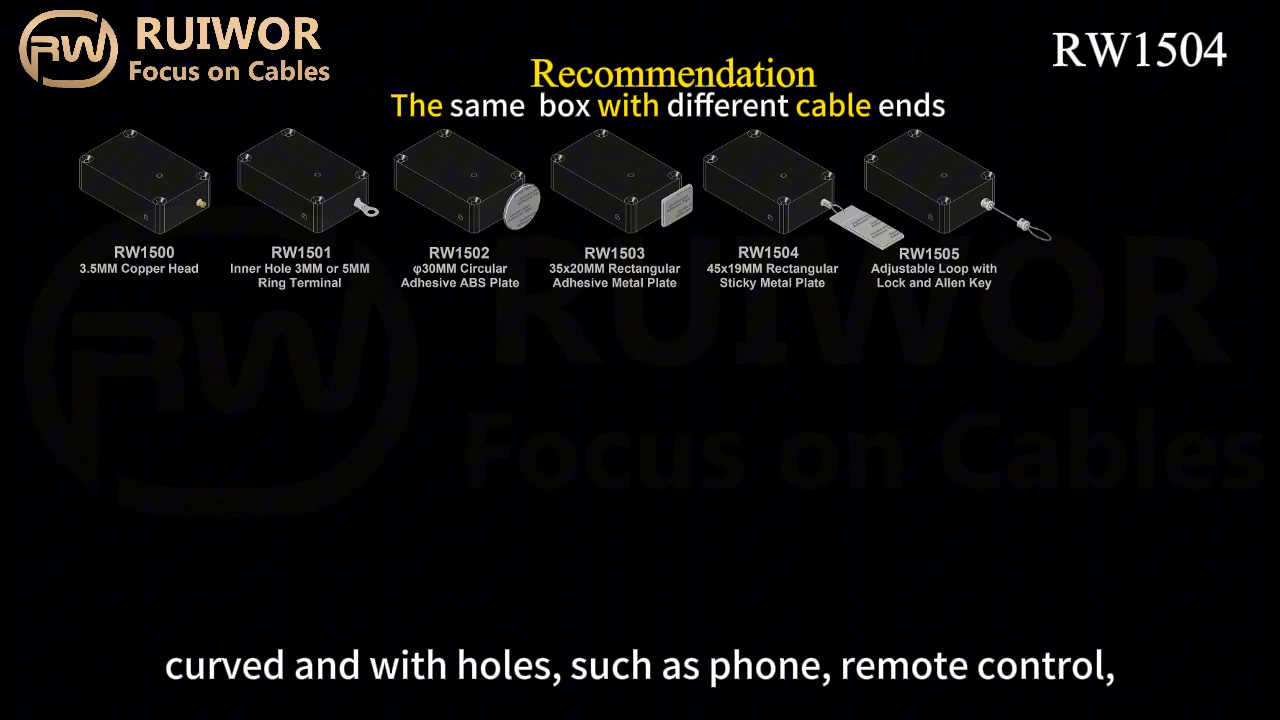 RW RUIWOR
Focus on Cables
RW1504
Recommendation
The same box with different cable ends
RW1500
3.5MM Copper Head
RW1501
Inner Hole 3MM or 5MM
Ring Terminal
RW1502
φ30MM Circular
Adhesive ABS Plate
RW1503
35x20MM Rectangular
Adhesive Metal Plate
RW1504
45x19MM Rectangular
Sticky Metal Plate
RW1505
Adjustable Loop with
Lock and Allen Key
RW RUIWOR
Focus on Cables
curved and with holes, such as phone, remote control,